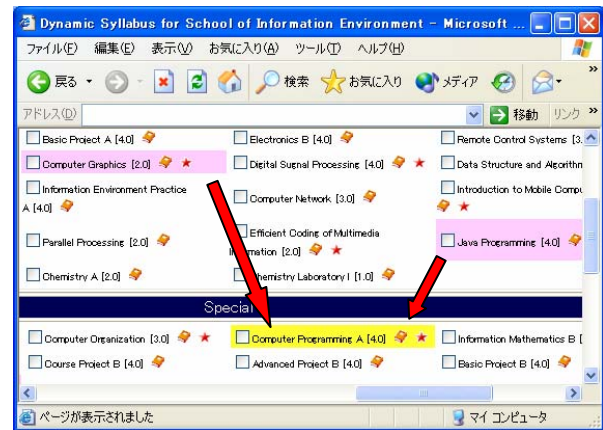 Dynamic Syllabus for School of Information Environment - Microsoft ...
ファイル(F) 編集(E) 表示(V) お気に入り(A) ツール(T) ヘルプ(H)
戻る 検索 お気に入り メディア »
アドレス(D) 移動 リンク »
Basic Project A [4.0] Electronics B [4.0] Remote Control Systems [3.
Computer Graphics [2.0] ★ Digital Sugnal Processing [4.0] ★ Data Structure and Algorithm
Information Environment Practice
A [4.0] Computer Network [3.0] Introduction to Mobile Compu
★
Parallel Processing [2.0] Efficient Coding of Multimedia
Information [2.0] ★ Java Programming [4.0]
Chemistry A [2.0] Chemistry Laboratory I [1.0]
Special
Computer Organization [3.0] ★ Computer Programming A [4.0] ★ Information Mathematics B [
Course Project B [4.0] Advanced Project B [4.0] Basic Project B [4.0]
ページが表示されました マイ コンピュータ